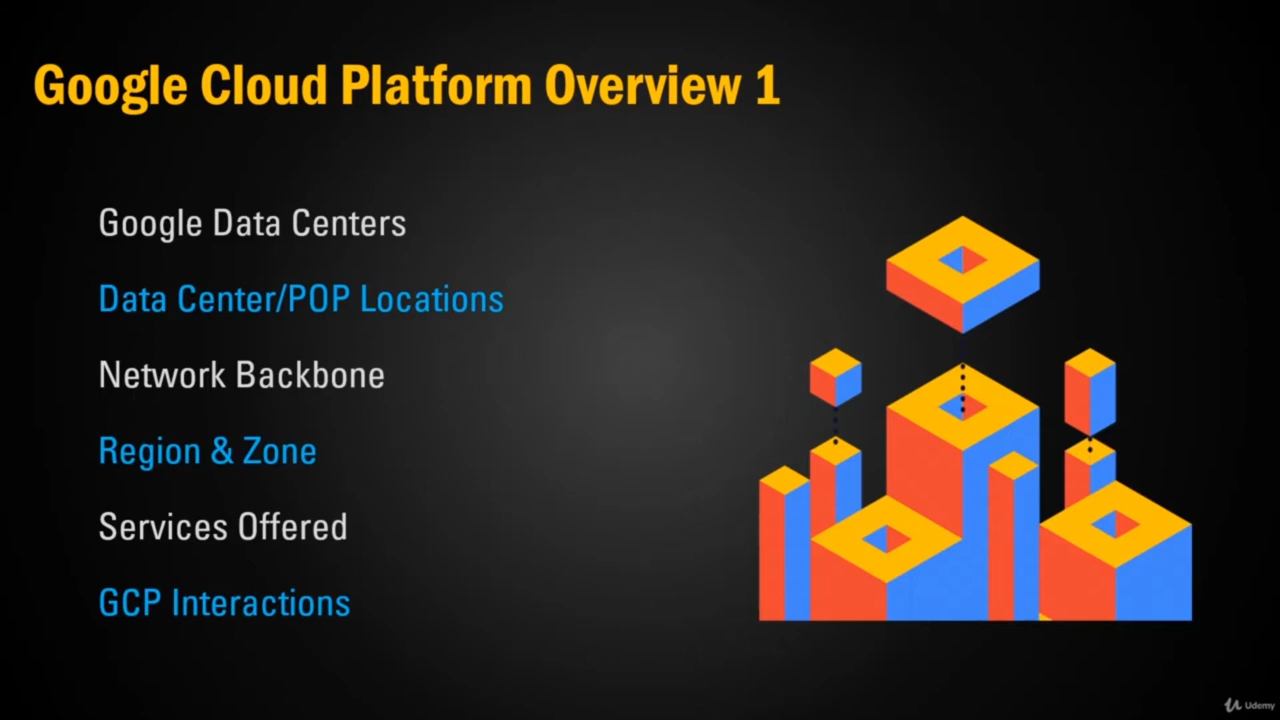 Google Cloud Platform Overview 1
Google Data Centers
Data Center/POP Locations
Network Backbone
Region & Zone
Services Offered
GCP Interactions
Udemy